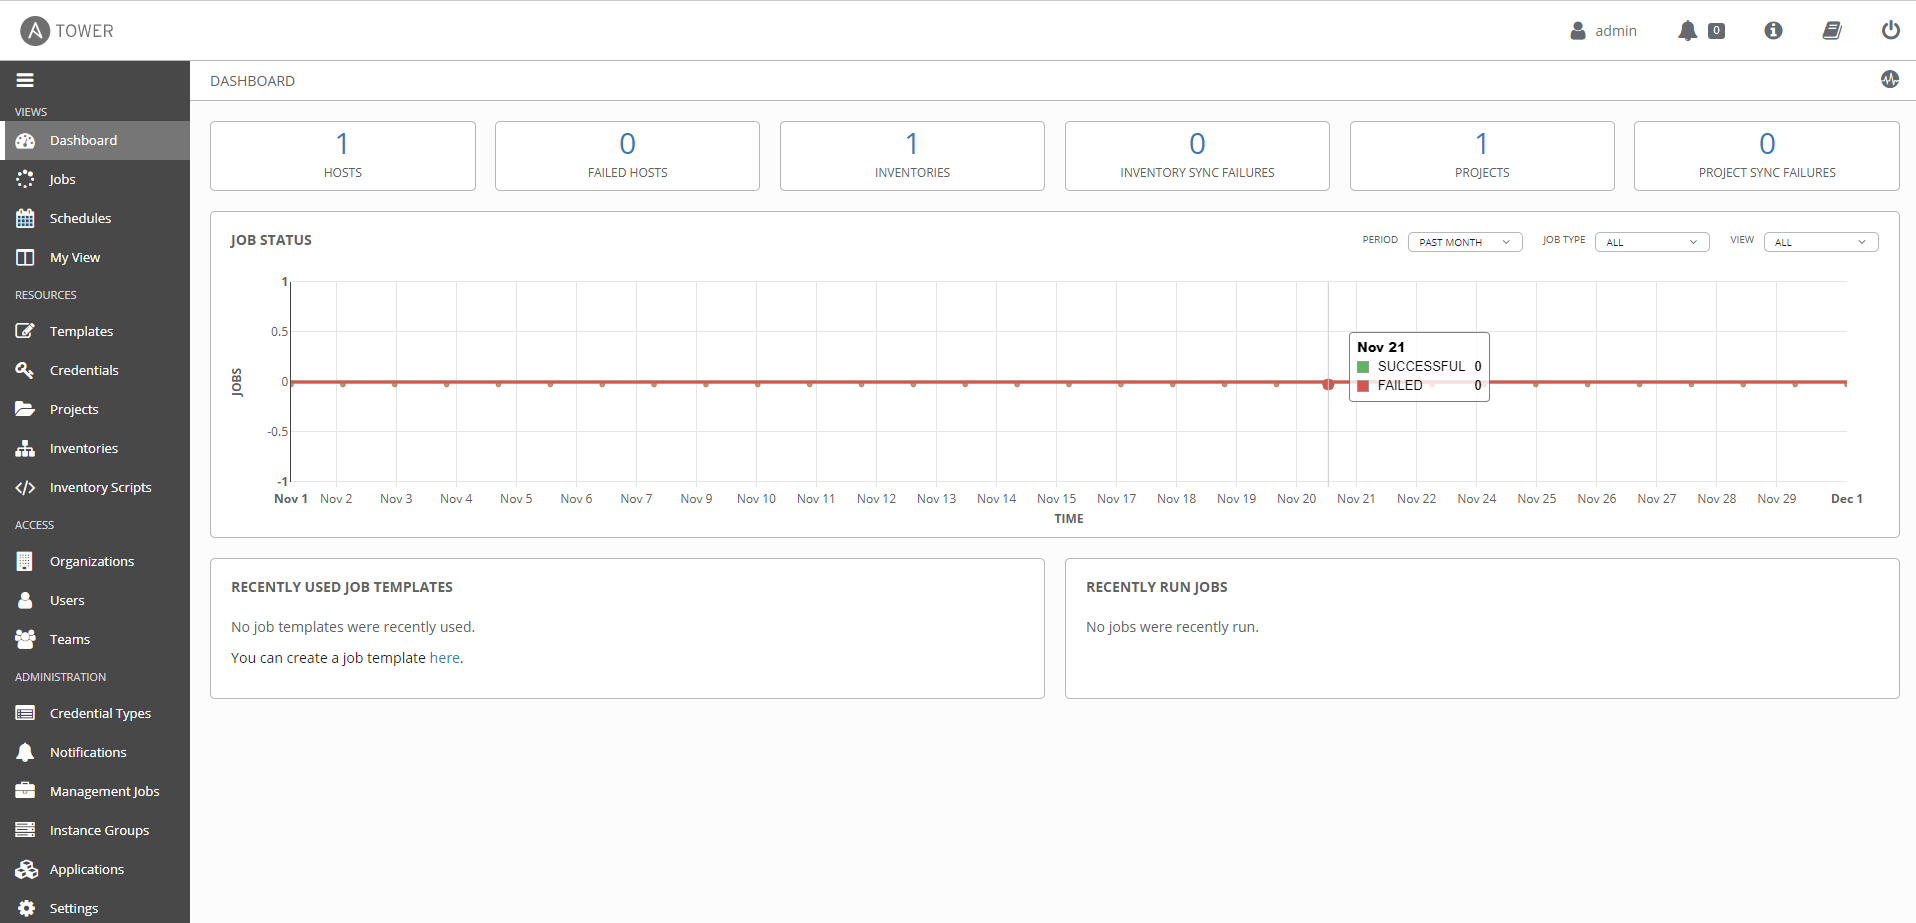 TOWER
admin
0
VIEWS
Dashboard
Jobs
Schedules
My View
RESOURCES
Templates
Credentials
Projects
Inventories
Inventory Scripts
ACCESS
Organizations
Users
Teams
ADMINISTRATION
Credential Types
Notifications
Management Jobs
Instance Groups
Applications
Settings
DASHBOARD
1
HOSTS
0
FAILED HOSTS
1
INVENTORIES
0
INVENTORY SYNC FAILURES
1
PROJECTS
0
PROJECT SYNC FAILURES
JOB STATUS
PERIOD PAST MONTH JOB TYPE ALL VIEW ALL
1
0.5
0
-0.5
-1
JOBS
Nov 21
SUCCESSFUL 0
FAILED 0
Nov 1 Nov 2 Nov 3 Nov 4 Nov 5 Nov 6 Nov 7 Nov 9 Nov 10 Nov 11 Nov 12 Nov 13 Nov 14 Nov 15 Nov 17 Nov 18 Nov 19 Nov 20 Nov 21 Nov 22 Nov 24 Nov 25 Nov 26 Nov 27 Nov 28 Nov 29 Dec 1
TIME
RECENTLY USED JOB TEMPLATES
No job templates were recently used.
You can create a job template here.
RECENTLY RUN JOBS
No jobs were recently run.